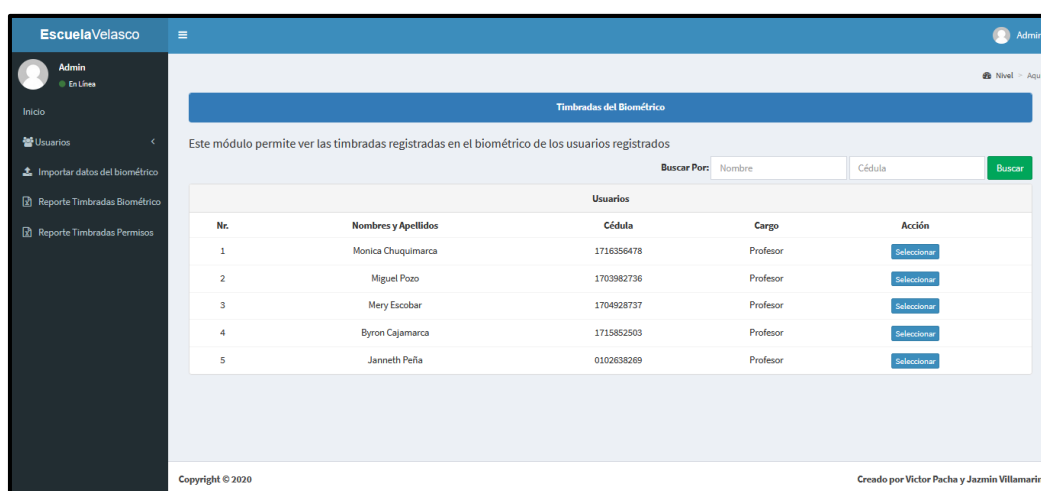 EscuelaVelasco
Admin
Admin
En Línea
Nivel > Aqu
Inicio
Timbradas del Biométrico
Usuarios
Este módulo permite ver las timbradas registradas en el biométrico de los usuarios registrados
Importar datos del biométrico
Buscar Por: Nombre Cédula Buscar
Reporte Timbradas Biométrico
Usuarios
Reporte Timbradas Permisos
Nr. Nombres y Apellidos Cédula Cargo Acción
1 Monica Chuquimarca 1716356478 Profesor Seleccionar
2 Miguel Pozo 1703982736 Profesor Seleccionar
3 Mery Escobar 1704928737 Profesor Seleccionar
4 Byron Cajamarca 1715852503 Profesor Seleccionar
5 Janneth Peña 0102638269 Profesor Seleccionar
Copyright © 2020 Creado por Victor Pacha y Jazmin Villamarin